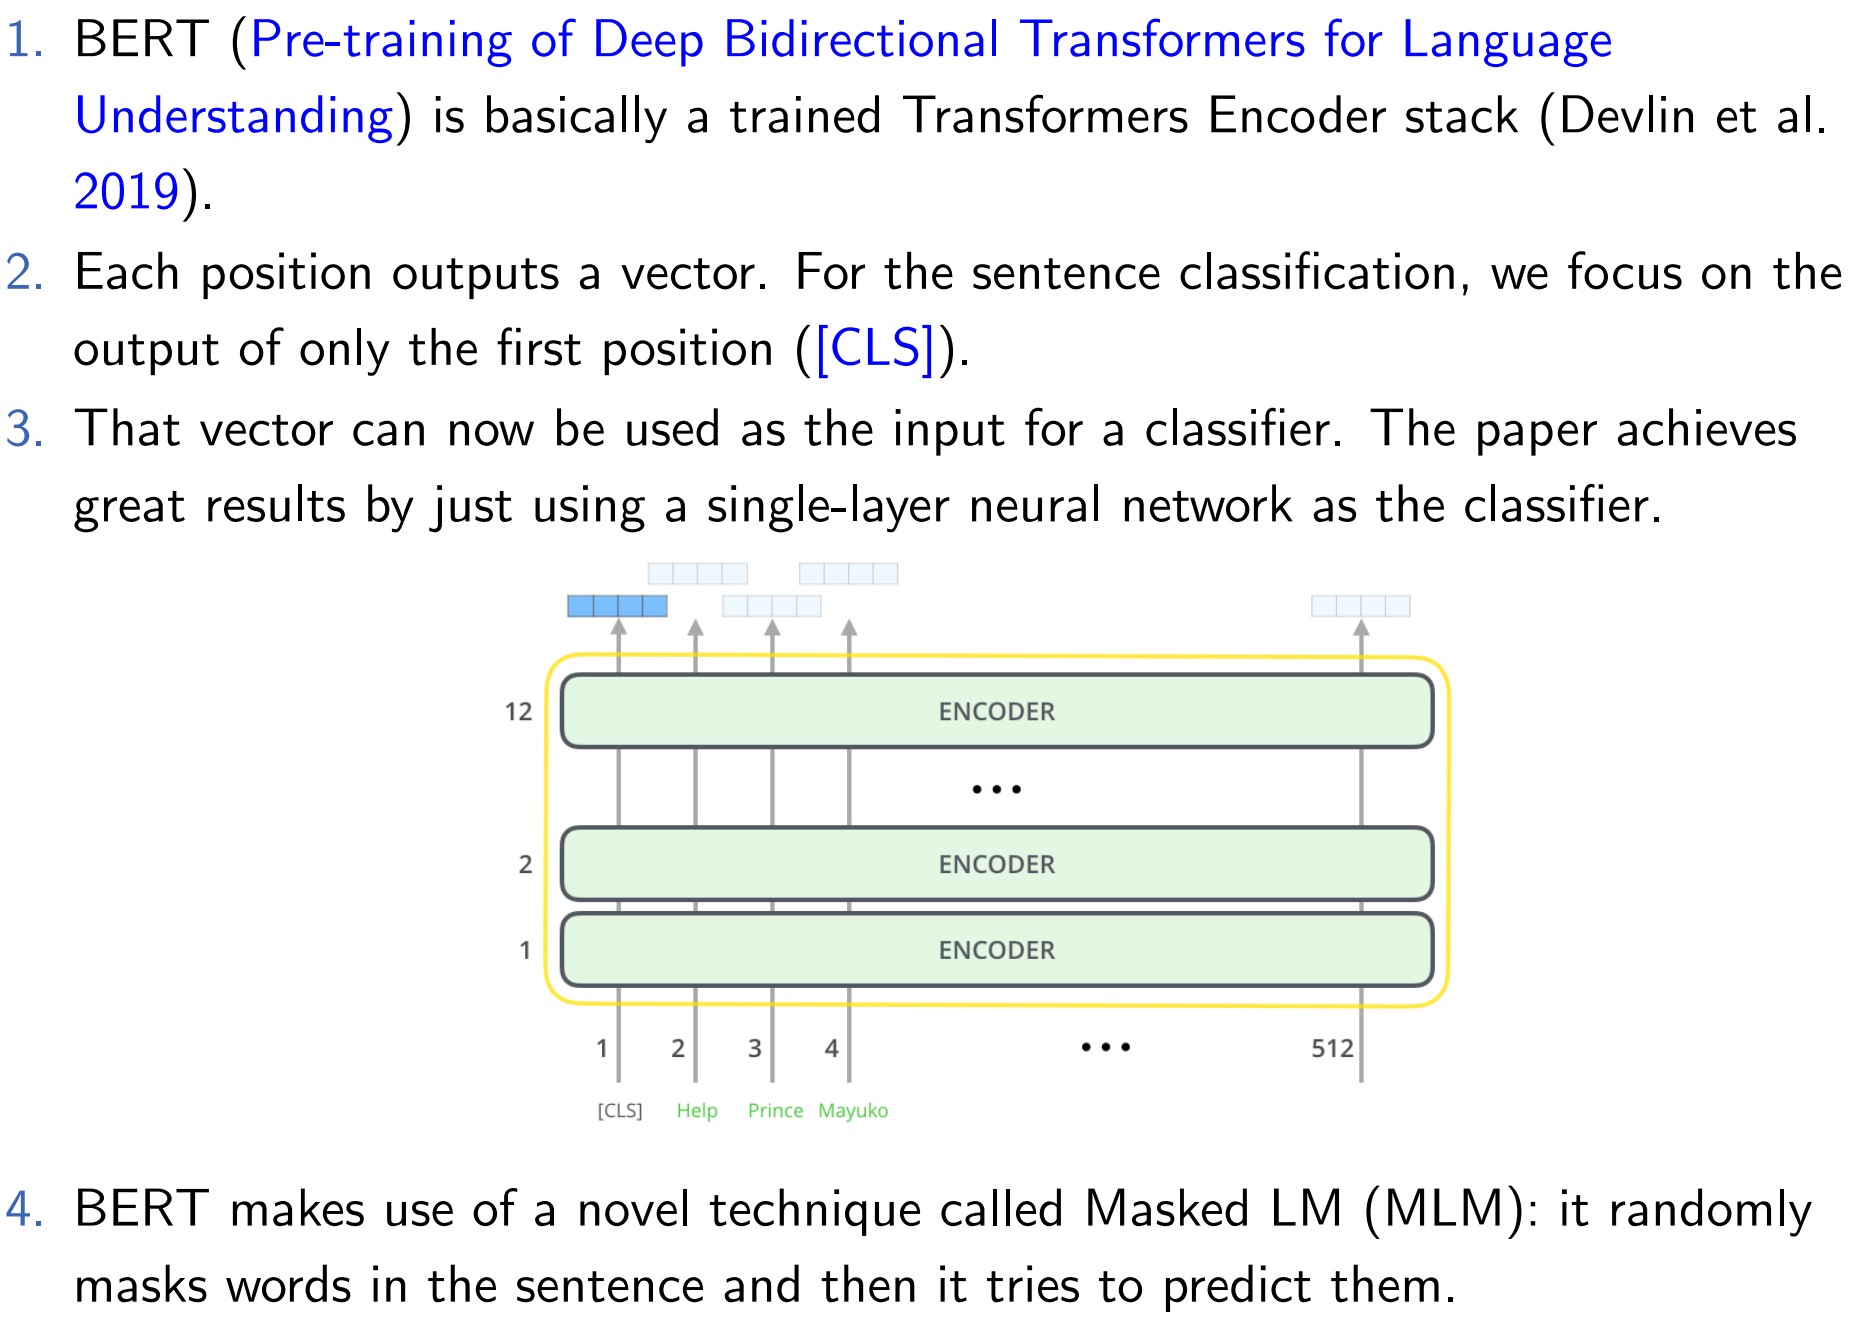 1. BERT (Pre-training of Deep Bidirectional Transformers for Language
Understanding) is basically a trained Transformers Encoder stack (Devlin et al.
2019).
2. Each position outputs a vector. For the sentence classification, we focus on the
output of only the first position ([CLS]).
3. That vector can now be used as the input for a classifier. The paper achieves
great results by just using a single-layer neural network as the classifier.
12 ENCODER
•••
2 ENCODER
1 ENCODER
1 2 3 4 ••• 512
[CLS] Help Prince Mayuko
4. BERT makes use of a novel technique called Masked LM (MLM): it randomly
masks words in the sentence and then it tries to predict them.